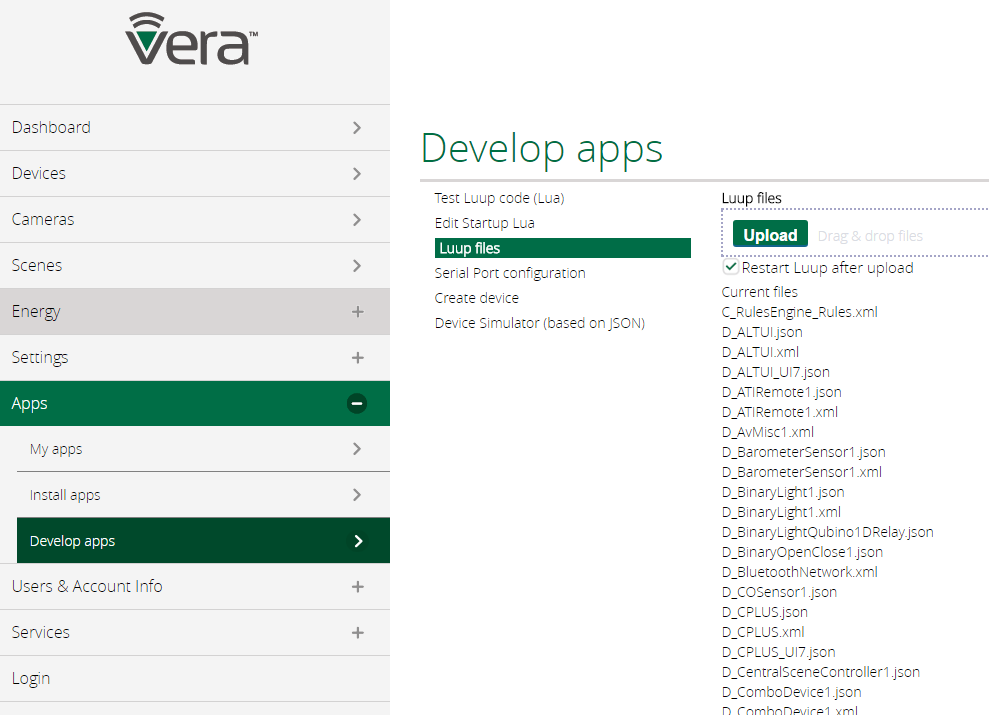 vera™
Dashboard
Devices
Cameras
Scenes
Energy
Settings
Apps
My apps
Install apps
Develop apps
Users & Account Info
Services
Login
Develop apps
Test Luup code (Lua)
Edit Startup Lua
Luup files
Serial Port configuration
Create device
Device Simulator (based on JSON)
Luup files
Upload Drag & drop files
Restart Luup after upload
Current files
C_RulesEngine_Rules.xml
D_ALTUI.json
D_ALTUI.xml
D_ALTUI_UI7.json
D_ATIRemote1.json
D_ATIRemote1.xml
D_AvMisc1.xml
D_BarometerSensor1.json
D_BarometerSensor1.xml
D_BinaryLight1.json
D_BinaryLight1.xml
D_BinaryLightQubino1DRelay.json
D_BinaryOpenClose1.json
D_BluetoothNetwork.xml
D_COSensor1.json
D_CPLUS.json
D_CPLUS.xml
D_CPLUS_UI7.json
D_CentralSceneController1.json
D_ComboDevice1.json
D_ComboDevice1.xml